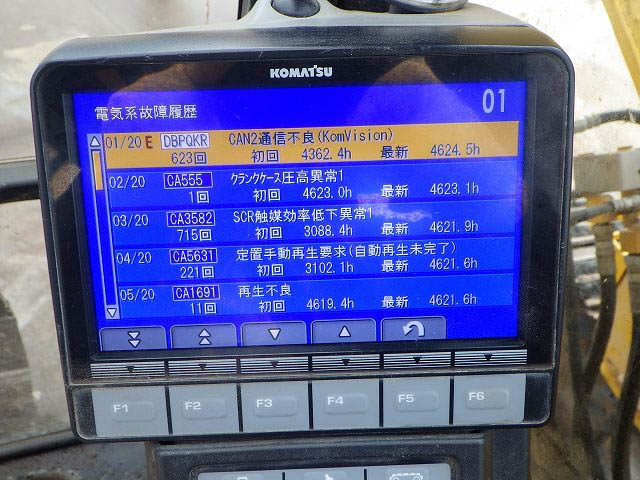 KOMATSU
電気系故障履歴 01
01/20 E DBPQKR CAN2通信不良(KomVision)
623回 初回 4362.4h 最新 4624.5h
02/20 CA555 クランクケース圧高異常1
1回 初回 4623.0h 最新 4623.1h
03/20 CA3582 SCR触媒効率低下異常1
715回 初回 3088.4h 最新 4621.9h
04/20 CA5631 定置手動再生要求(自動再生未完了)
221回 初回 3102.1h 最新 4621.6h
05/20 CA1691 再生不良
11回 初回 4619.4h 最新 4621.6h
F1 F2 F3 F4 F5 F6